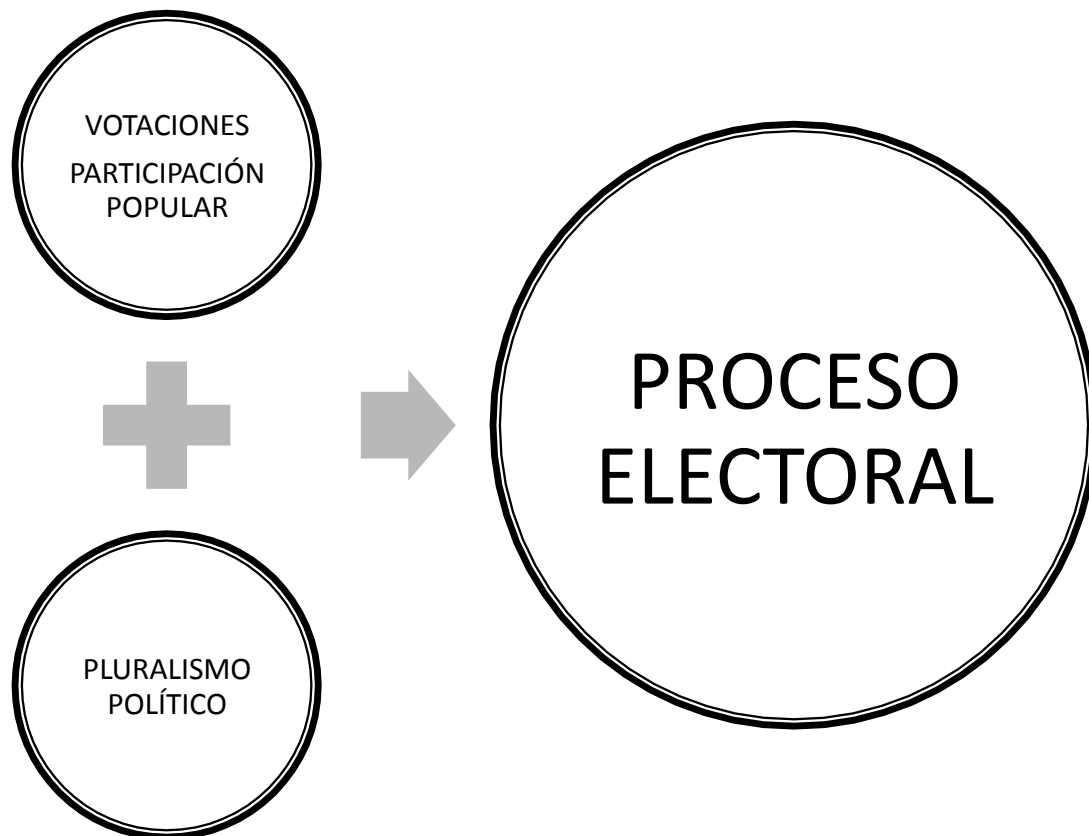 VOTACIONES
PARTICIPACIÓN
POPULAR
PLURALISMO
POLÍTICO
PROCESO
ELECTORAL